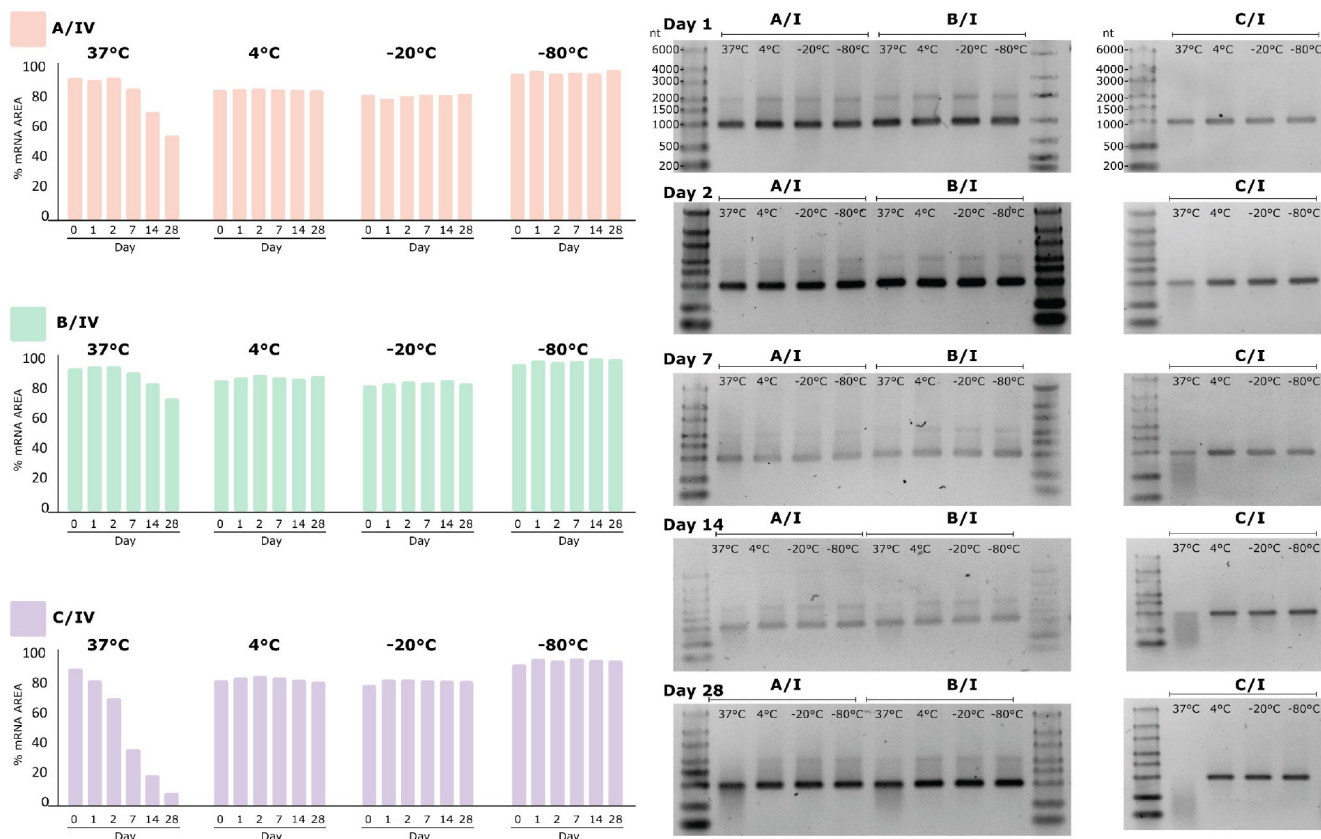 A/IV
37°C 4°C -20°C -80°C
% mRNA AREA
100
80
60
40
20
0
0 1 2 7 14 28 0 1 2 7 14 28 0 1 2 7 14 28 0 1 2 7 14 28
Day Day Day Day
B/IV
37°C 4°C -20°C -80°C
% mRNA AREA
100
80
60
40
20
0
0 1 2 7 14 28 0 1 2 7 14 28 0 1 2 7 14 28 0 1 2 7 14 28
Day Day Day Day
C/IV
37°C 4°C -20°C -80°C
% mRNA AREA
100
80
60
40
20
0
0 1 2 7 14 28 0 1 2 7 14 28 0 1 2 7 14 28 0 1 2 7 14 28
Day Day Day Day
Day 1 A/I B/I C/I
nt nt
37°C 4°C -20°C -80°C 37°C 4°C -20°C -80°C 37°C 4°C -20°C -80°C
6000 6000
4000 4000
3000 3000
2000 2000
1500 1500
1000 1000
500 500
200 200
Day 2 A/I B/I C/I
37°C 4°C -20°C -80°C 37°C 4°C -20°C -80°C 37°C 4°C -20°C -80°C
Day 7 A/I B/I C/I
37°C 4°C -20°C -80°C 37°C 4°C -20°C -80°C 37°C 4°C -20°C -80°C
Day 14 A/I B/I C/I
37°C 4°C -20°C -80°C 37°C 4°C -20°C -80°C 37°C 4°C -20°C -80°C
Day 28 A/I B/I C/I
37°C 4°C -20°C -80°C 37°C 4°C -20°C -80°C 37°C 4°C -20°C -80°C